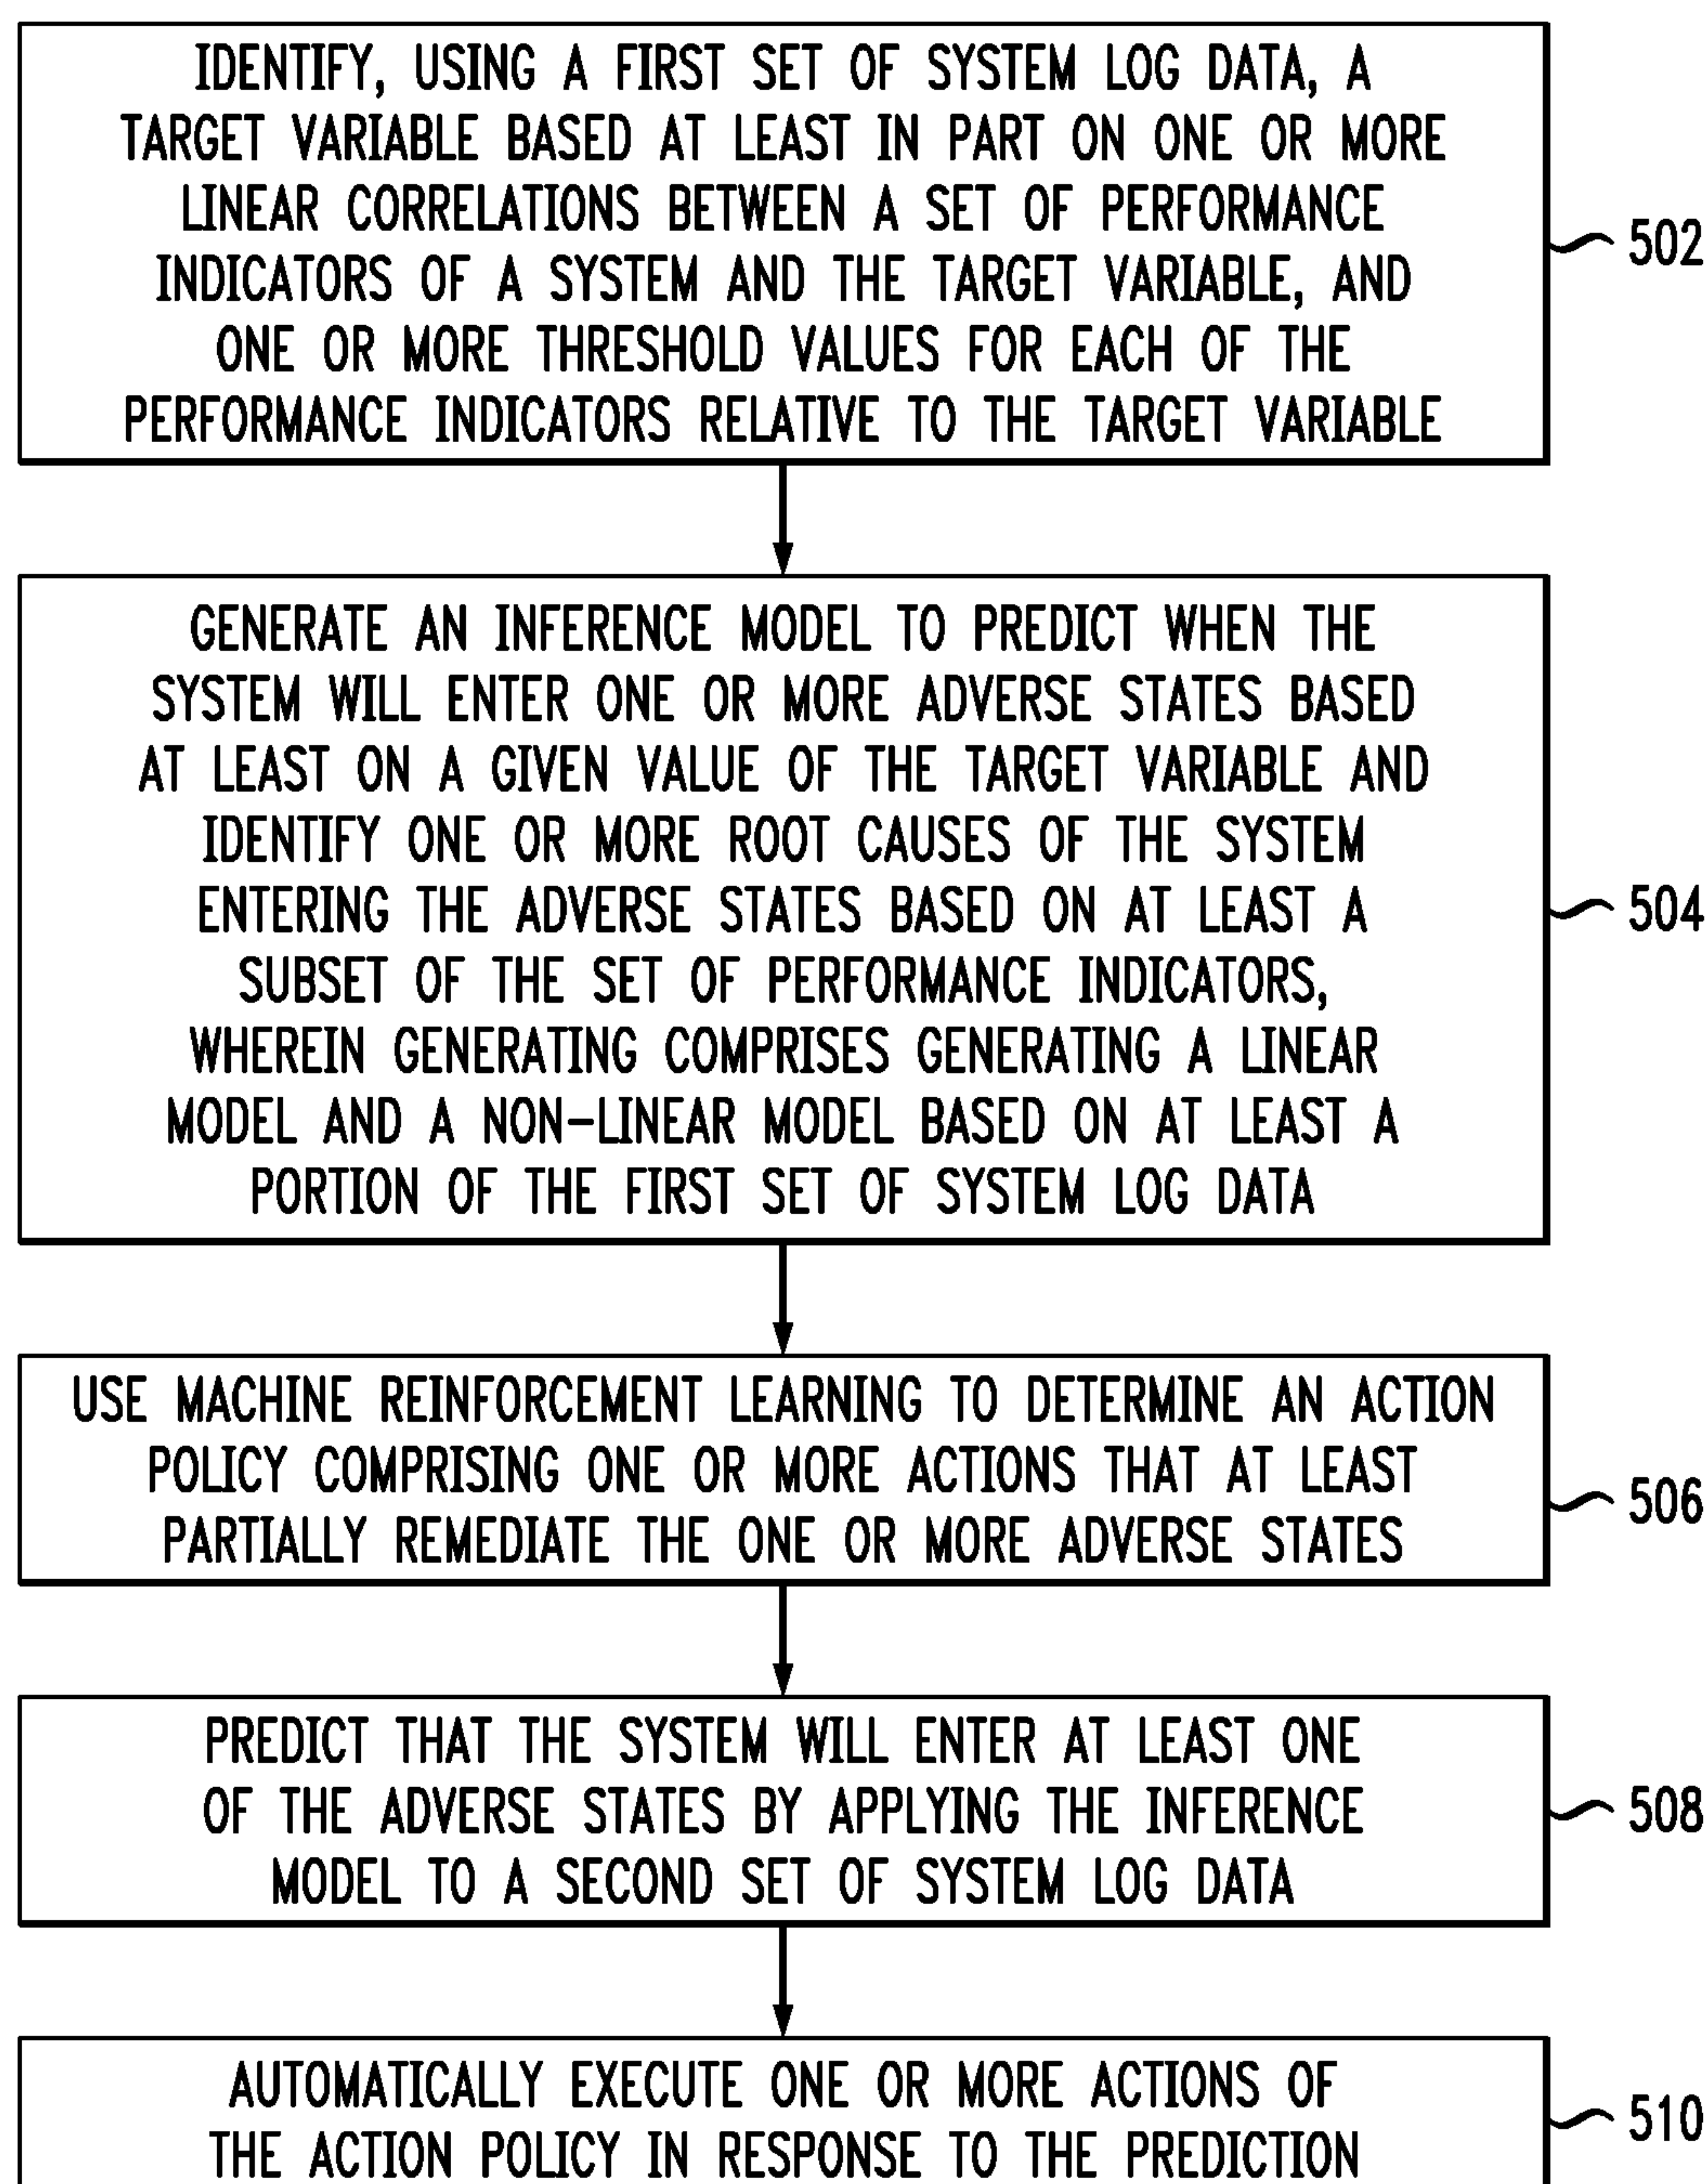 IDENTIFY, USING A FIRST SET OF SYSTEM LOG DATA, A
TARGET VARIABLE BASED AT LEAST IN PART ON ONE OR MORE
LINEAR CORRELATIONS BETWEEN A SET OF PERFORMANCE
INDICATORS OF A SYSTEM AND THE TARGET VARIABLE, AND
ONE OR MORE THRESHOLD VALUES FOR EACH OF THE
PERFORMANCE INDICATORS RELATIVE TO THE TARGET VARIABLE
502
GENERATE AN INFERENCE MODEL TO PREDICT WHEN THE
SYSTEM WILL ENTER ONE OR MORE ADVERSE STATES BASED
AT LEAST ON A GIVEN VALUE OF THE TARGET VARIABLE AND
IDENTIFY ONE OR MORE ROOT CAUSES OF THE SYSTEM
ENTERING THE ADVERSE STATES BASED ON AT LEAST A
SUBSET OF THE SET OF PERFORMANCE INDICATORS,
WHEREIN GENERATING COMPRISES GENERATING A LINEAR
MODEL AND A NON-LINEAR MODEL BASED ON AT LEAST A
PORTION OF THE FIRST SET OF SYSTEM LOG DATA
504
USE MACHINE REINFORCEMENT LEARNING TO DETERMINE AN ACTION
POLICY COMPRISING ONE OR MORE ACTIONS THAT AT LEAST
PARTIALLY REMEDIATE THE ONE OR MORE ADVERSE STATES
506
PREDICT THAT THE SYSTEM WILL ENTER AT LEAST ONE
OF THE ADVERSE STATES BY APPLYING THE INFERENCE
MODEL TO A SECOND SET OF SYSTEM LOG DATA
508
AUTOMATICALLY EXECUTE ONE OR MORE ACTIONS OF
THE ACTION POLICY IN RESPONSE TO THE PREDICTION
510